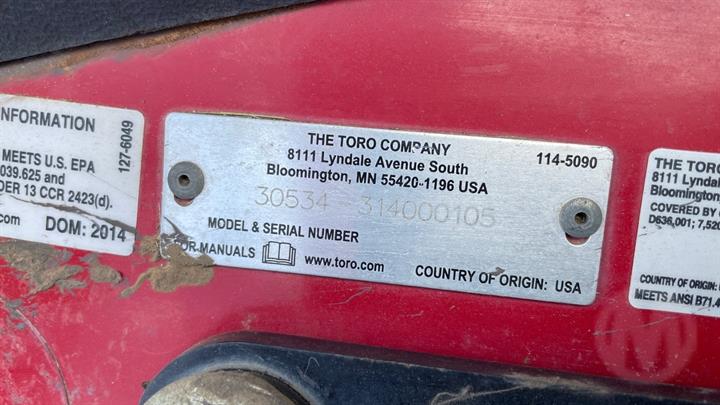 INFORMATION
MEETS U.S. EPA
039.625 and
DER 13 CCR 2423(d).
.com DOM: 2014
127-6049
THE TORO COMPANY
8111 Lyndale Avenue South
Bloomington, MN 55420-1196 USA
114-5090
30534 314000105
MODEL & SERIAL NUMBER
FOR MANUALS www.toro.com
COUNTRY OF ORIGIN: USA
THE TORO
8111 Lyndal
Bloomington
COVERED BY
D636,001; 7,520
COUNTRY OF ORIGIN:
MEETS ANSI B71.4